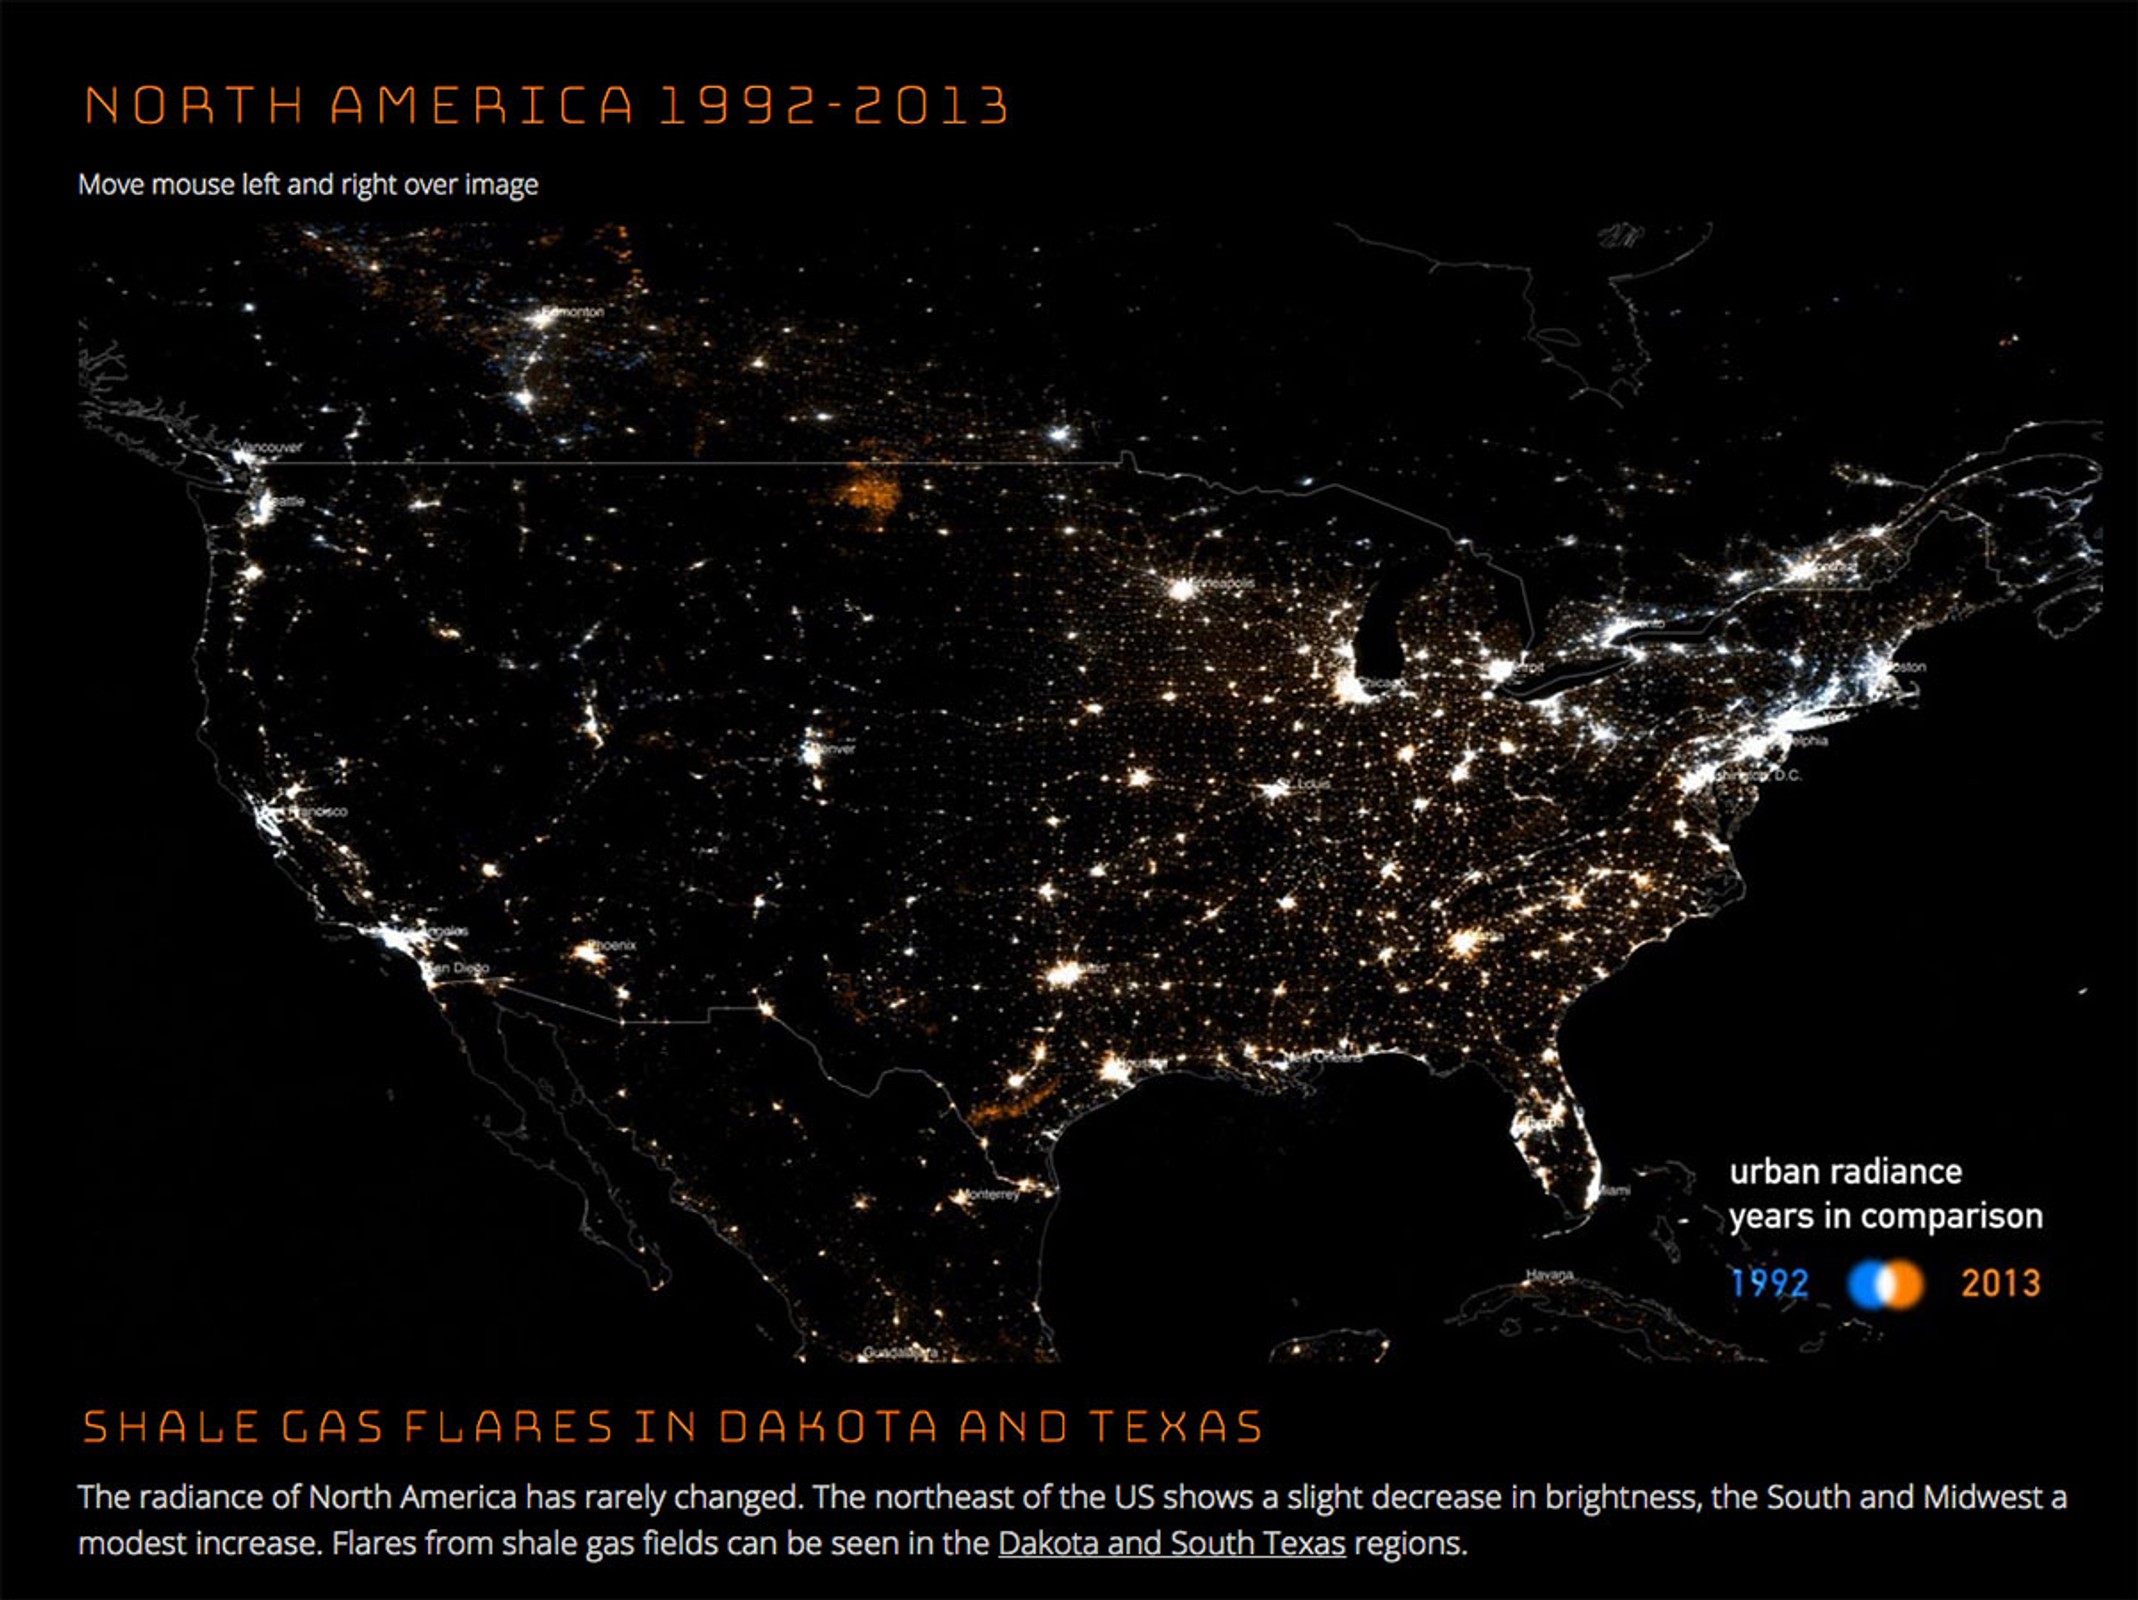 NORTH AMERICA 1992-2013
Move mouse left and right over image
Edmonton
Vancouver
Seattle
Minneapolis
Toronto
Boston
Detroit
Chicago
Denver
St. Louis
Washington, D.C.
San Francisco
Los Angeles
Phoenix
San Diego
Dallas
Houston
New Orleans
Tampa
Miami
Monterrey
Havana
Guadalajara
urban radiance
years in comparison
1992 2013
SHALE GAS FLARES IN DAKOTA AND TEXAS
The radiance of North America has rarely changed. The northeast of the US shows a slight decrease in brightness, the South and Midwest a
modest increase. Flares from shale gas fields can be seen in the Dakota and South Texas regions.